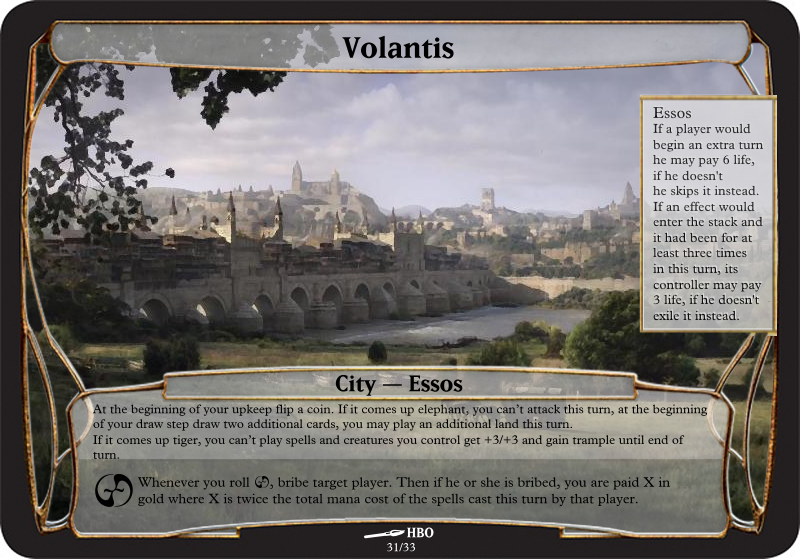 Volantis
Essos
If a player would
begin an extra turn
he may pay 6 life,
if he doesn't
he skips it instead.
If an effect would
enter the stack and
it had been for at
least three times
in this turn, its
controller may pay
3 life, if he doesn't
exile it instead.
City — Essos
At the beginning of your upkeep flip a coin. If it comes up elephant, you can't attack this turn, at the beginning
of your draw step draw two additional cards, you may play an additional land this turn.
If it comes up tiger, you can't play spells and creatures you control get +3/+3 and gain trample until end of
turn.
Whenever you roll , bribe target player. Then if he or she is bribed, you are paid X in
gold where X is twice the total mana cost of the spells cast this turn by that player.
HBO
31/33